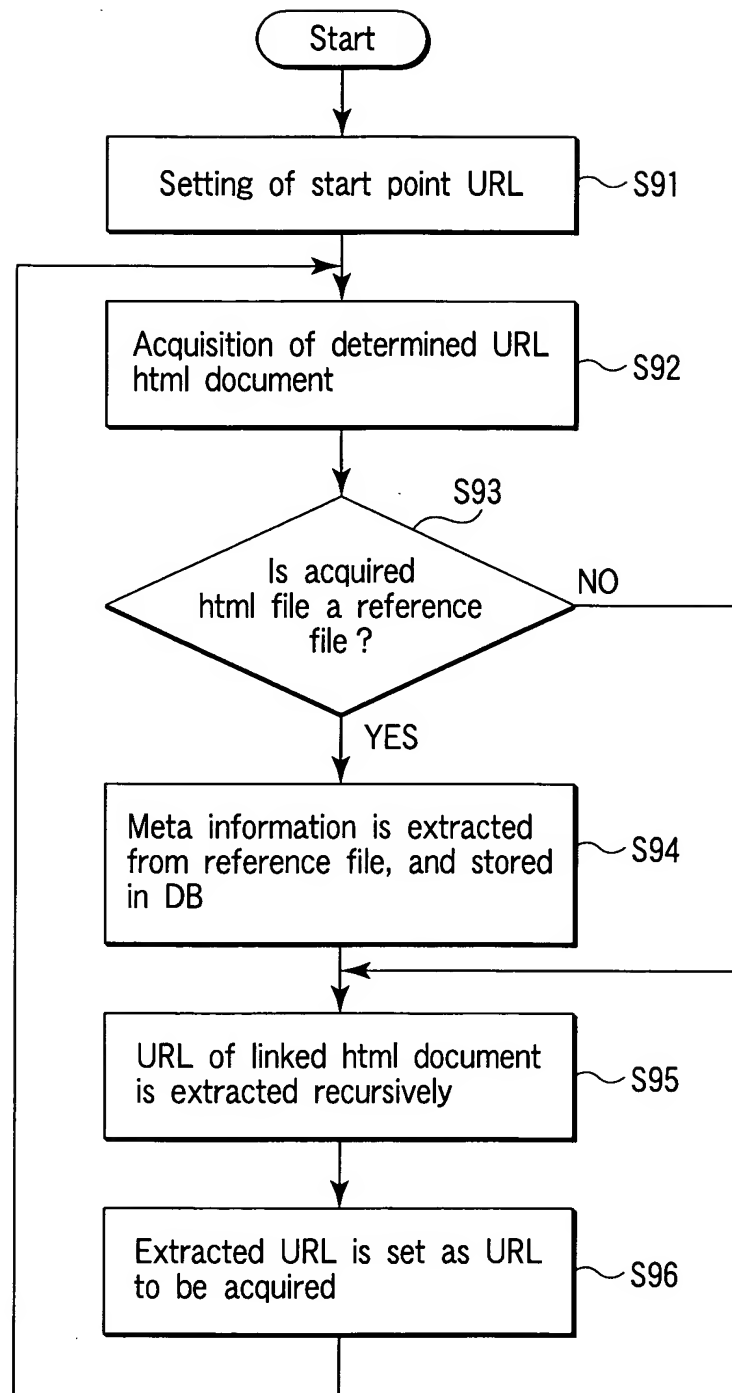 Start
Setting of start point URL
S91
Acquisition of determined URL
html document
S92
S93
Is acquired
html file a reference
file ?
NO
YES
Meta information is extracted
from reference file, and stored
in DB
S94
URL of linked html document
is extracted recursively
S95
Extracted URL is set as URL
to be acquired
S96